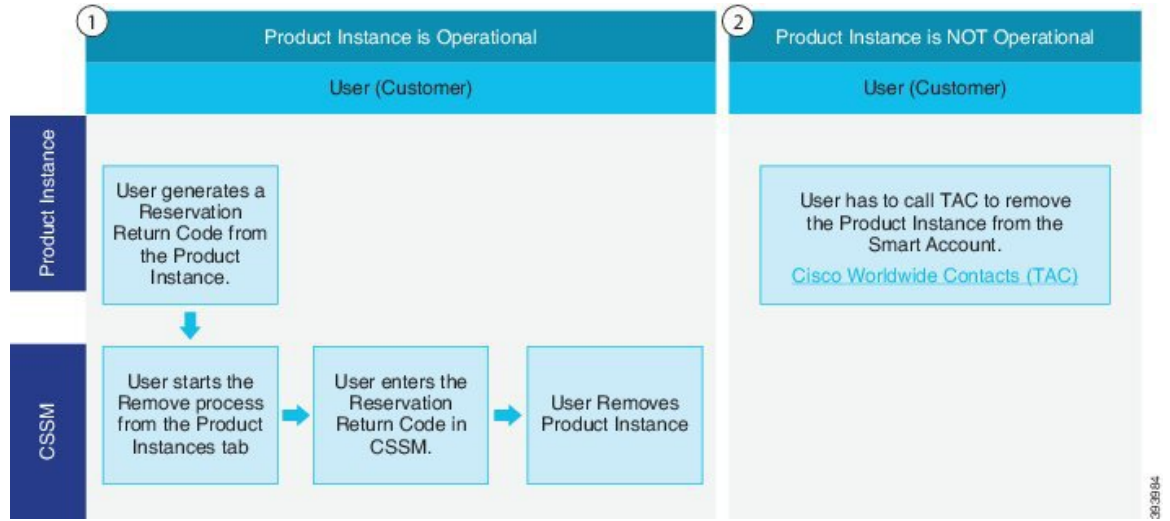 1
Product Instance is Operational
User (Customer)
2
Product Instance is NOT Operational
User (Customer)
Product Instance
User generates a
Reservation
Return Code from
the Product
Instance.
User has to call TAC to remove
the Product Instance from the
Smart Account.
Cisco Worldwide Contacts (TAC)
CSSM
User starts the
Remove process
from the Product
Instances tab
User enters the
Reservation
Return Code in
CSSM.
User Removes
Product Instance
393984